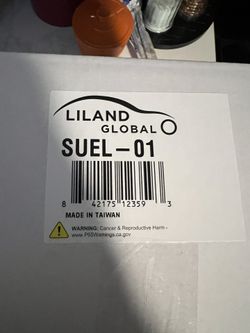 LILAND
GLOBAL
SUEL-01
8 42175 12359 3
MADE IN TAIWAN
WARNING: Cancer & Reproductive Harm -
www.P65Warnings.ca.gov